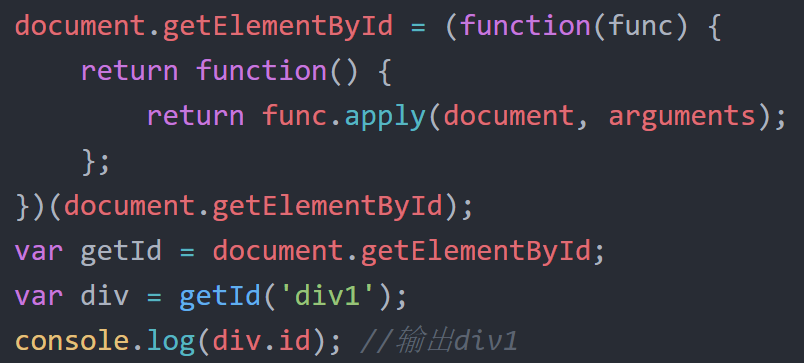 document.getElementById = (function(func) {
    return function() {
        return func.apply(document, arguments);
    };
})(document.getElementById);
var getId = document.getElementById;
var div = getId('div1');
console.log(div.id); //输出div1